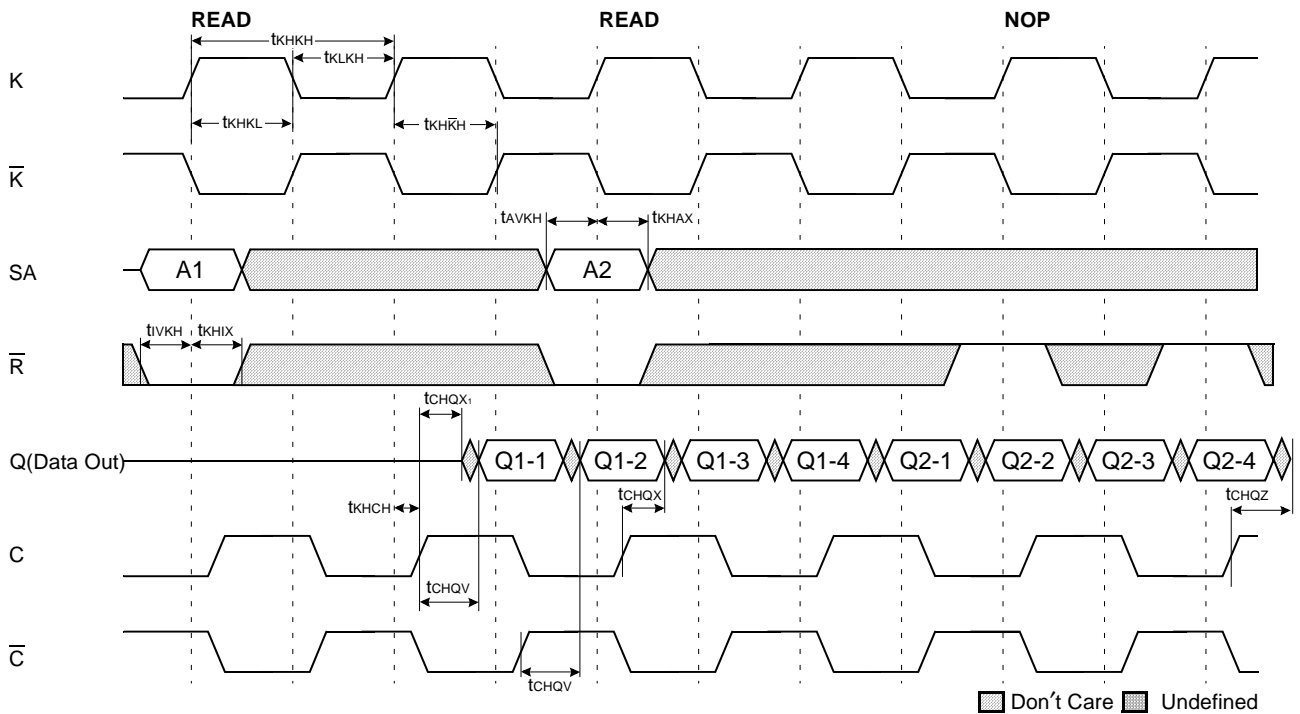 READ READ NOP
tKHKH
tKLKH
K
tKHKL tKHK̅H
K̅
tAVKH tKHAX
SA A1 A2
tIVKH tKHIX
R̅
tCHQX1
Q(Data Out) Q1-1 Q1-2 Q1-3 Q1-4 Q2-1 Q2-2 Q2-3 Q2-4
tKHCH tCHQX tCHQZ
C
tCHQV
C̅
tCHQV
Don′t Care Undefined